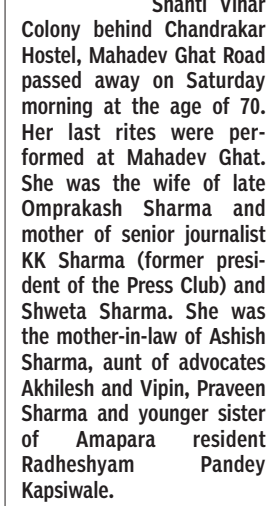 Shanti Vihar
Colony behind Chandrakar
Hostel, Mahadev Ghat Road
passed away on Saturday
morning at the age of 70.
Her last rites were per-
formed at Mahadev Ghat.
She was the wife of late
Omprakash Sharma and
mother of senior journalist
KK Sharma (former presi-
dent of the Press Club) and
Shweta Sharma. She was
the mother-in-law of Ashish
Sharma, aunt of advocates
Akhilesh and Vipin, Praveen
Sharma and younger sister
of Amapara resident
Radheshyam Pandey
Kapsiwale.